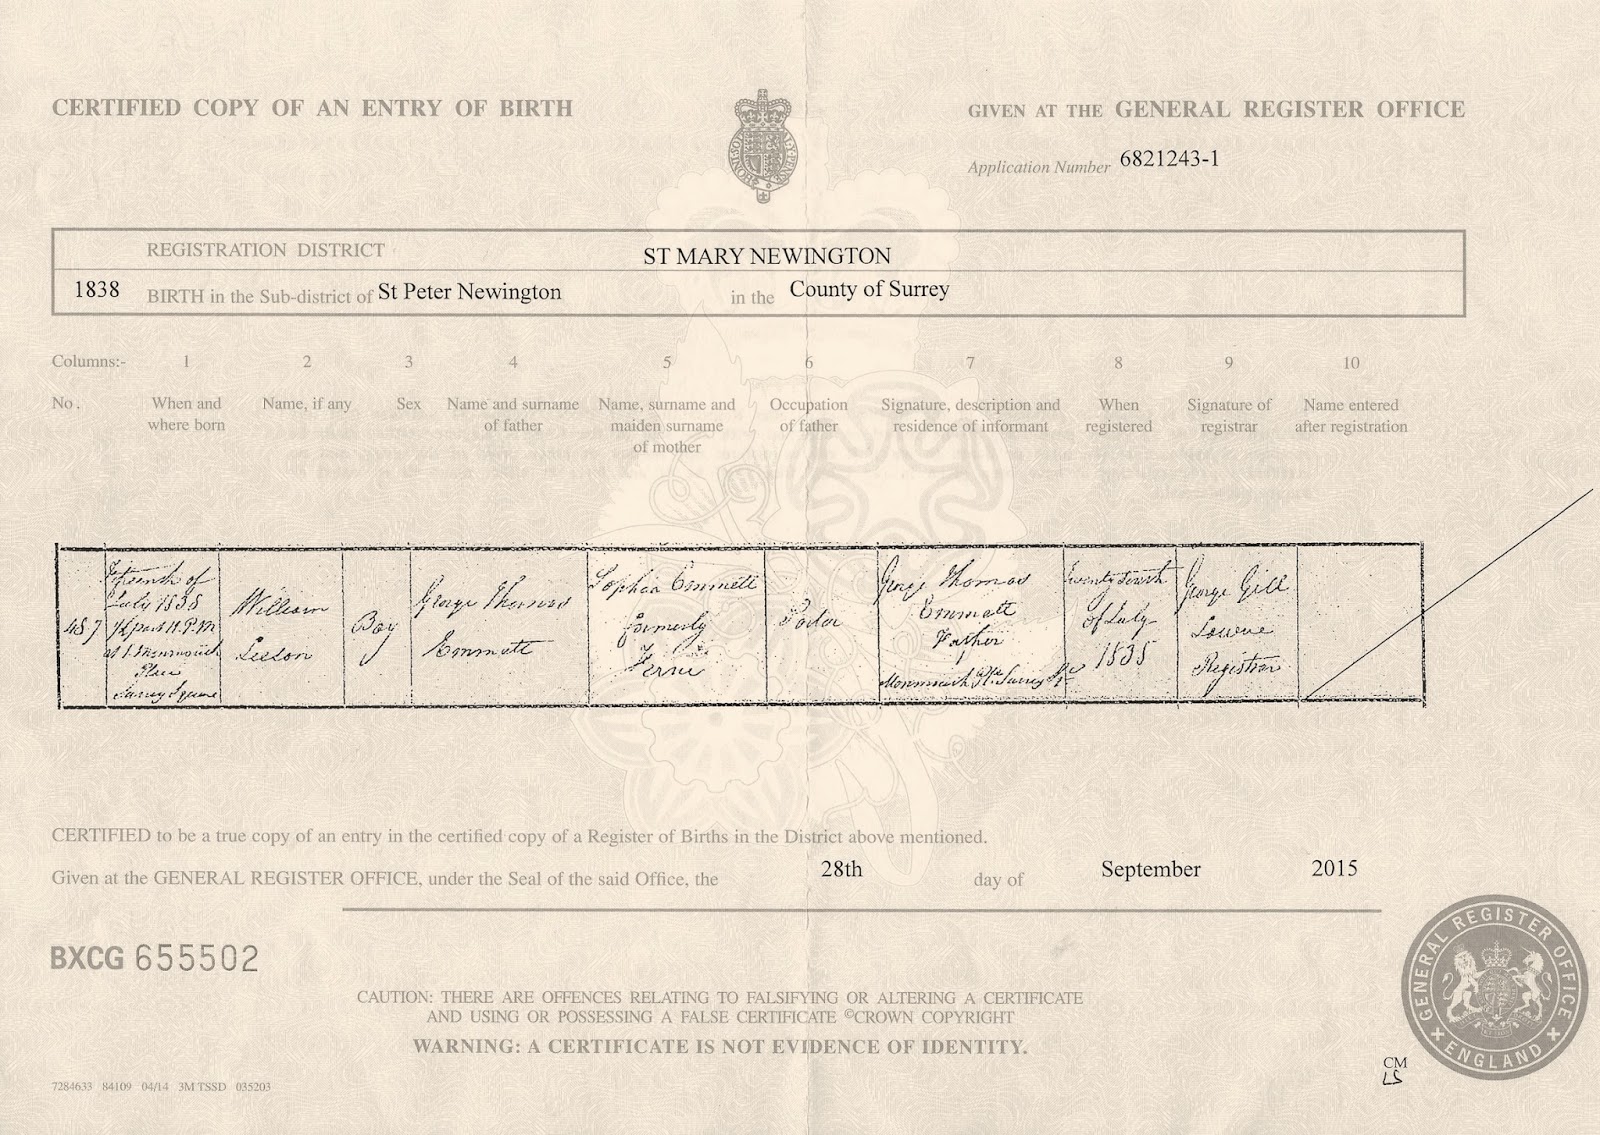 CERTIFIED COPY OF AN ENTRY OF BIRTH
GIVEN AT THE GENERAL REGISTER OFFICE
Application Number 6821243-1
REGISTRATION DISTRICT ST MARY NEWINGTON
1838 BIRTH in the Sub-district of St Peter Newington in the County of Surrey
Columns:- 1 2 3 4 5 6 7 8 9 10
No. When and where born
Name, if any
Sex
Name and surname of father
Name, surname and maiden surname of mother
Occupation of father
Signature, description and residence of informant
When registered
Signature of registrar
Name entered after registration
487
Fifteenth of
July 1838
P.M
at 1 Monmouth
Place
Surrey Square
William
Leeson
Boy
George Thomas
Emmett
Sophia Emmett
formerly
Porter
George Thomas
Emmett
Father
Monmouth Pl Surrey Sq
Twenty fourth
of July
1838
George Gill
Lowne
Registrar
CERTIFIED to be a true copy of an entry in the certified copy of a Register of Births in the District above mentioned.
Given at the GENERAL REGISTER OFFICE, under the Seal of the said Office, the 28th day of September 2015
BXCG 655502
CAUTION: THERE ARE OFFENCES RELATING TO FALSIFYING OR ALTERING A CERTIFICATE
AND USING OR POSSESSING A FALSE CERTIFICATE ©CROWN COPYRIGHT
WARNING: A CERTIFICATE IS NOT EVIDENCE OF IDENTITY.
GENERAL REGISTER OFFICE
ENGLAND
CM
LS
7284633 84109 04/14 3M TSSD 035203